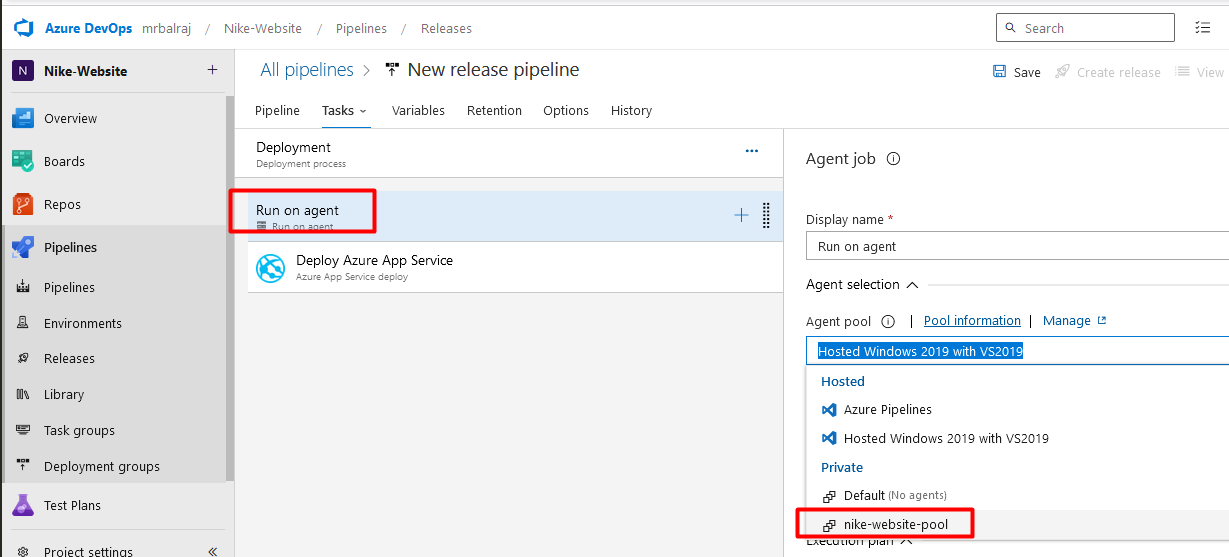 Azure DevOps mrbalraj / Nike-Website / Pipelines / Releases
Search
N Nike-Website +
Overview
Boards
Repos
Pipelines
Pipelines
Environments
Releases
Library
Task groups
Deployment groups
Test Plans
Project settings
All pipelines > New release pipeline
Save Create release View
Pipeline Tasks Variables Retention Options History
Deployment
Deployment process
Run on agent
Run on agent
Deploy Azure App Service
Azure App Service deploy
Agent job
Display name *
Run on agent
Agent selection
Agent pool | Pool information | Manage
Hosted Windows 2019 with VS2019
Hosted
Azure Pipelines
Hosted Windows 2019 with VS2019
Private
Default (No agents)
nike-website-pool
Execution plan